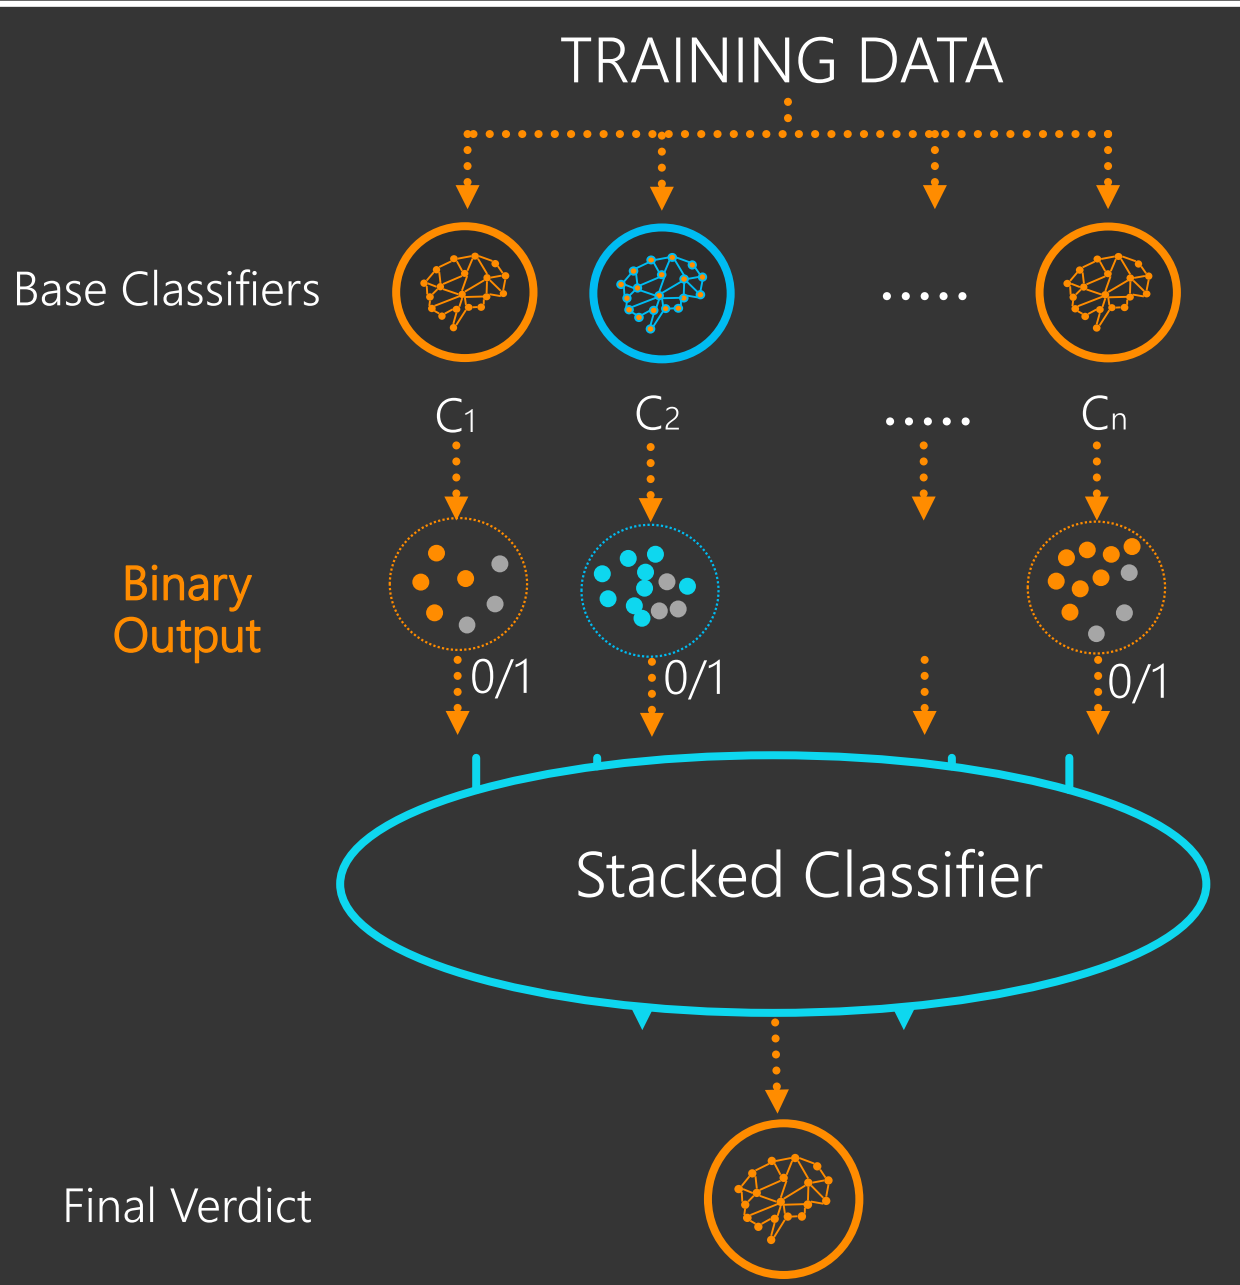 TRAINING DATA
Base Classifiers
.....
C1
C2
.....
Cn
Binary
Output
0/1
0/1
0/1
Stacked Classifier
Final Verdict